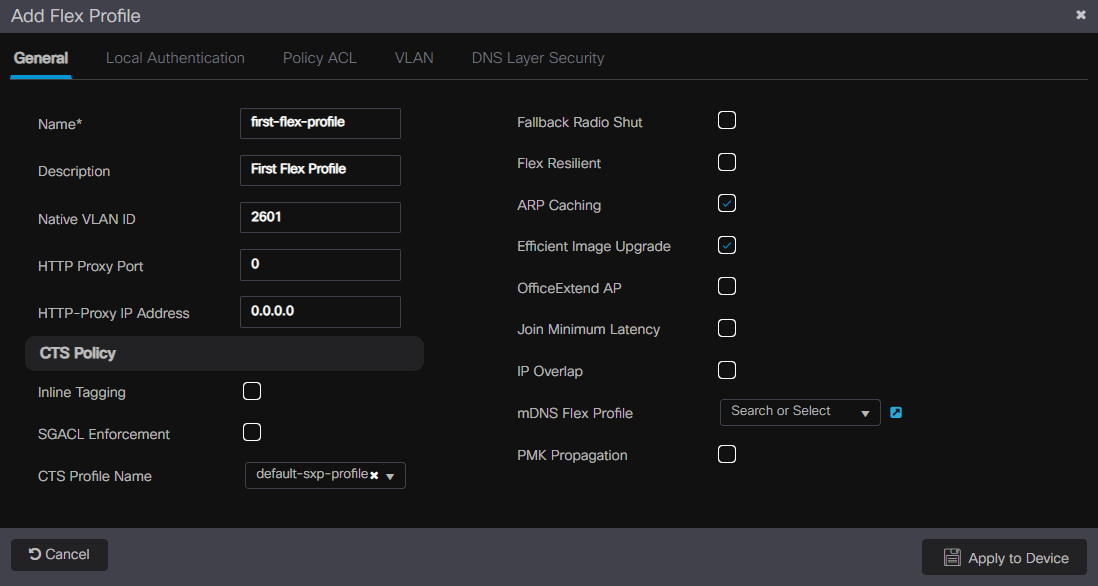 Add Flex Profile
General Local Authentication Policy ACL VLAN DNS Layer Security
Name* first-flex-profile
Description First Flex Profile
Native VLAN ID 2601
HTTP Proxy Port 0
HTTP-Proxy IP Address 0.0.0.0
CTS Policy
Inline Tagging
SGACL Enforcement
CTS Profile Name default-sxp-profile
Fallback Radio Shut
Flex Resilient
ARP Caching
Efficient Image Upgrade
OfficeExtend AP
Join Minimum Latency
IP Overlap
mDNS Flex Profile Search or Select
PMK Propagation
Cancel Apply to Device